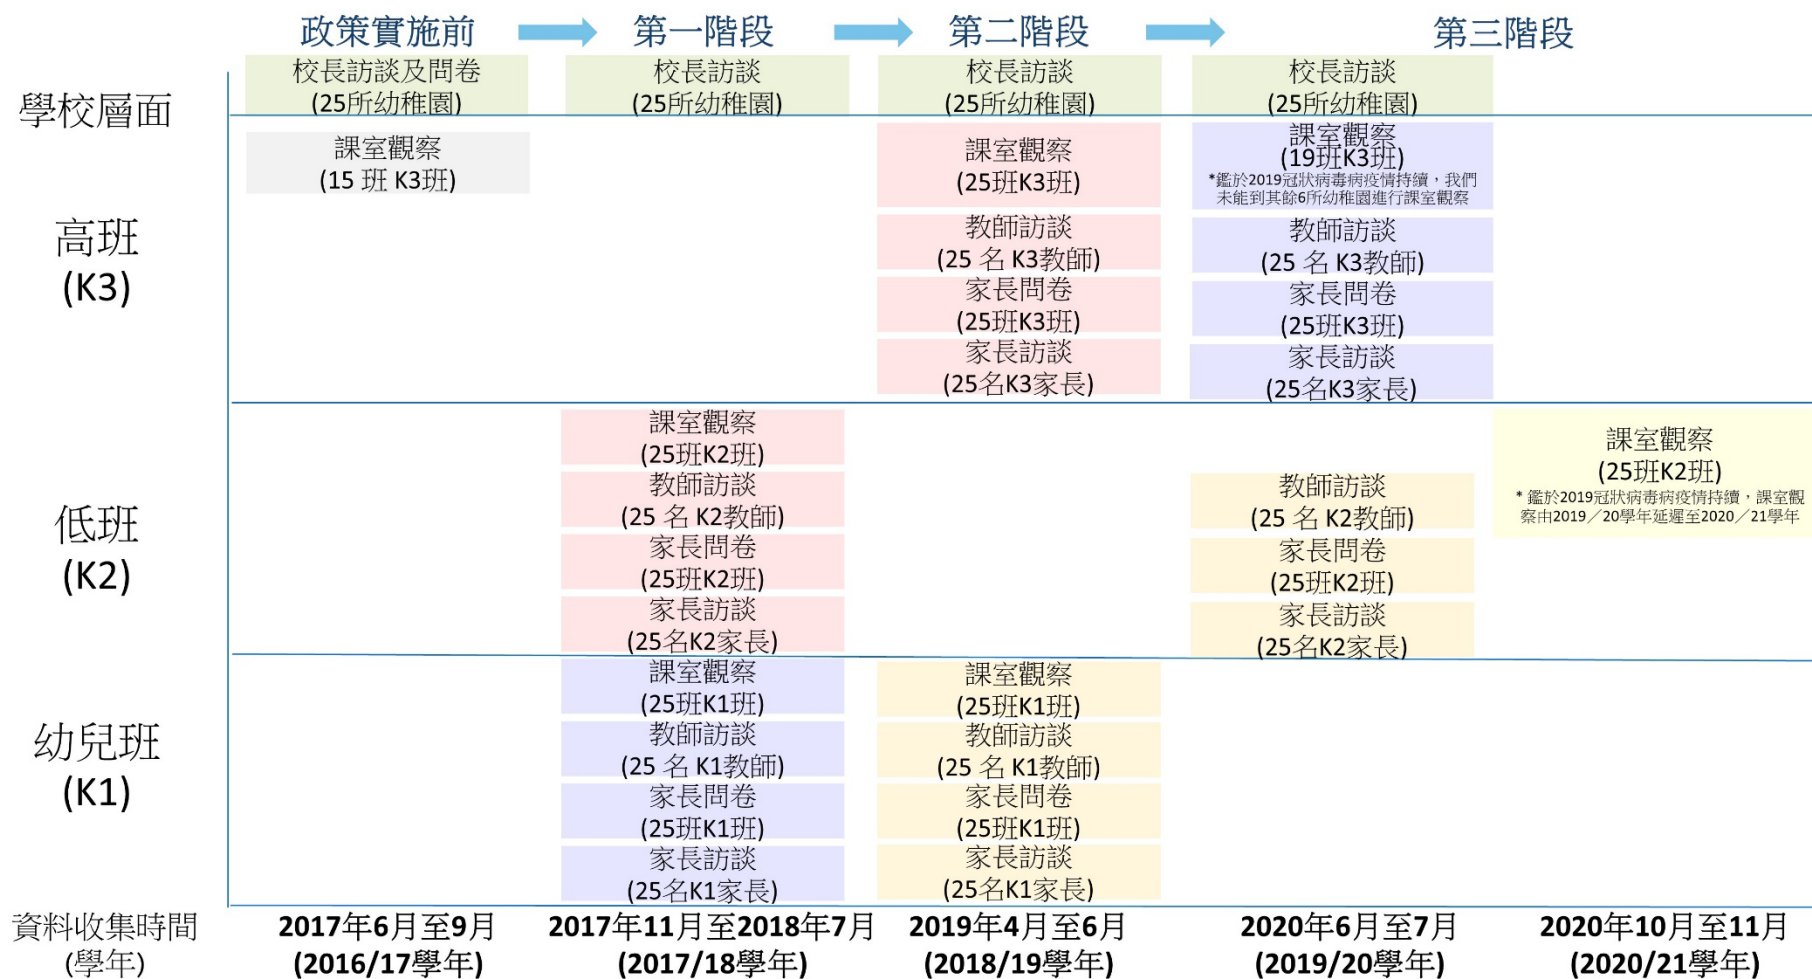 政策實施前
第一階段
第二階段
第三階段
學校層面
校長訪談及問卷
(25所幼稚園)
校長訪談
(25所幼稚園)
校長訪談
(25所幼稚園)
校長訪談
(25所幼稚園)
高班
(K3)
課室觀察
(15 班 K3班)
課室觀察
(25班K3班)
教師訪談
(25 名 K3教師)
家長問卷
(25班K3班)
家長訪談
(25名K3家長)
課室觀察
(19班K3班)
*鑑於2019冠狀病毒病疫情持續，我們
未能到其餘6所幼稚園進行課室觀察
教師訪談
(25 名 K3教師)
家長問卷
(25班K3班)
家長訪談
(25名K3家長)
低班
(K2)
課室觀察
(25班K2班)
教師訪談
(25 名 K2教師)
家長問卷
(25班K2班)
家長訪談
(25名K2家長)
教師訪談
(25 名 K2教師)
家長問卷
(25班K2班)
家長訪談
(25名K2家長)
課室觀察
(25班K2班)
* 鑑於2019冠狀病毒病疫情持續，課室觀
察由2019／20學年延遲至2020／21學年
幼兒班
(K1)
課室觀察
(25班K1班)
教師訪談
(25 名 K1教師)
家長問卷
(25班K1班)
家長訪談
(25名K1家長)
課室觀察
(25班K1班)
教師訪談
(25 名 K1教師)
家長問卷
(25班K1班)
家長訪談
(25名K1家長)
資料收集時間
(學年)
2017年6月至9月
(2016/17學年)
2017年11月至2018年7月
(2017/18學年)
2019年4月至6月
(2018/19學年)
2020年6月至7月
(2019/20學年)
2020年10月至11月
(2020/21學年)